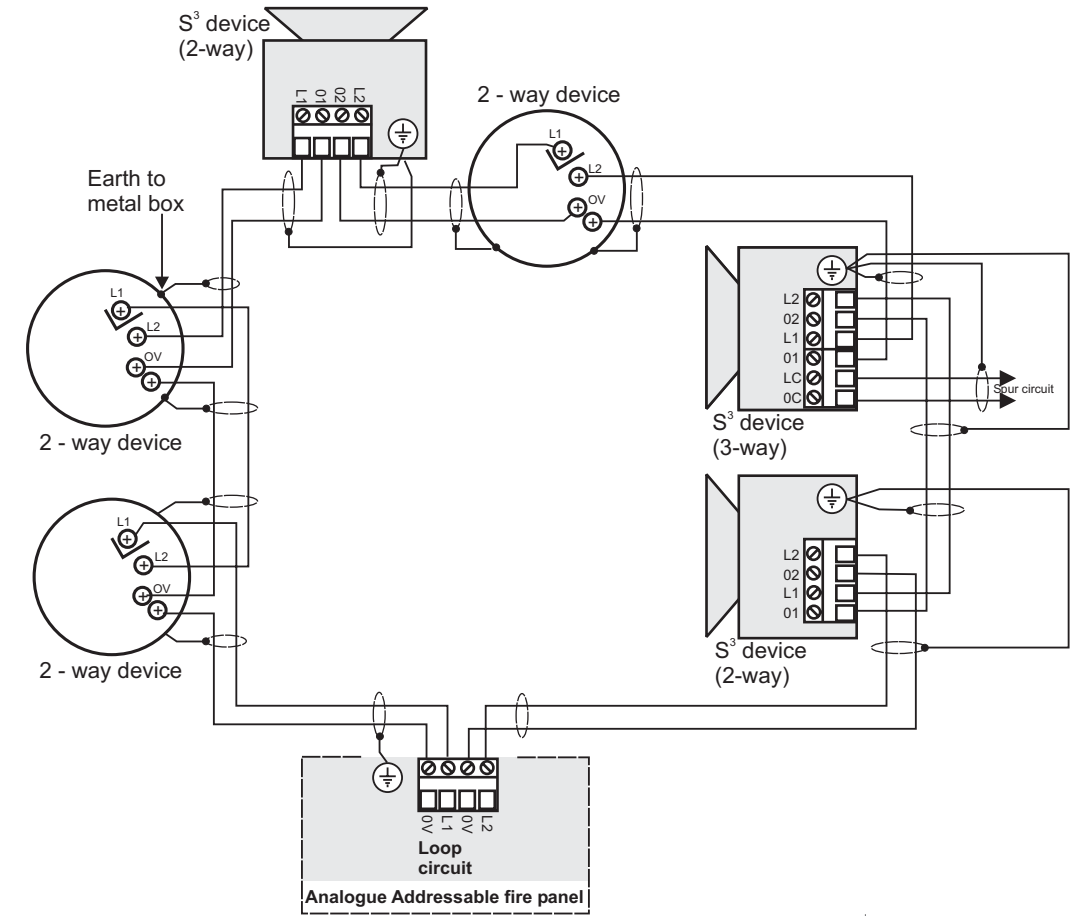 S³ device
(2-way)
L1
01
02
L2
2 - way device
L1
L2
OV
Earth to
metal box
L1
L2
OV
2 - way device
L2
02
L1
01
LC
0C
Spur circuit
S³ device
(3-way)
L1
L2
OV
2 - way device
L2
02
L1
01
S³ device
(2-way)
0V
L1
0V
L2
Loop
circuit
Analogue Addressable fire panel